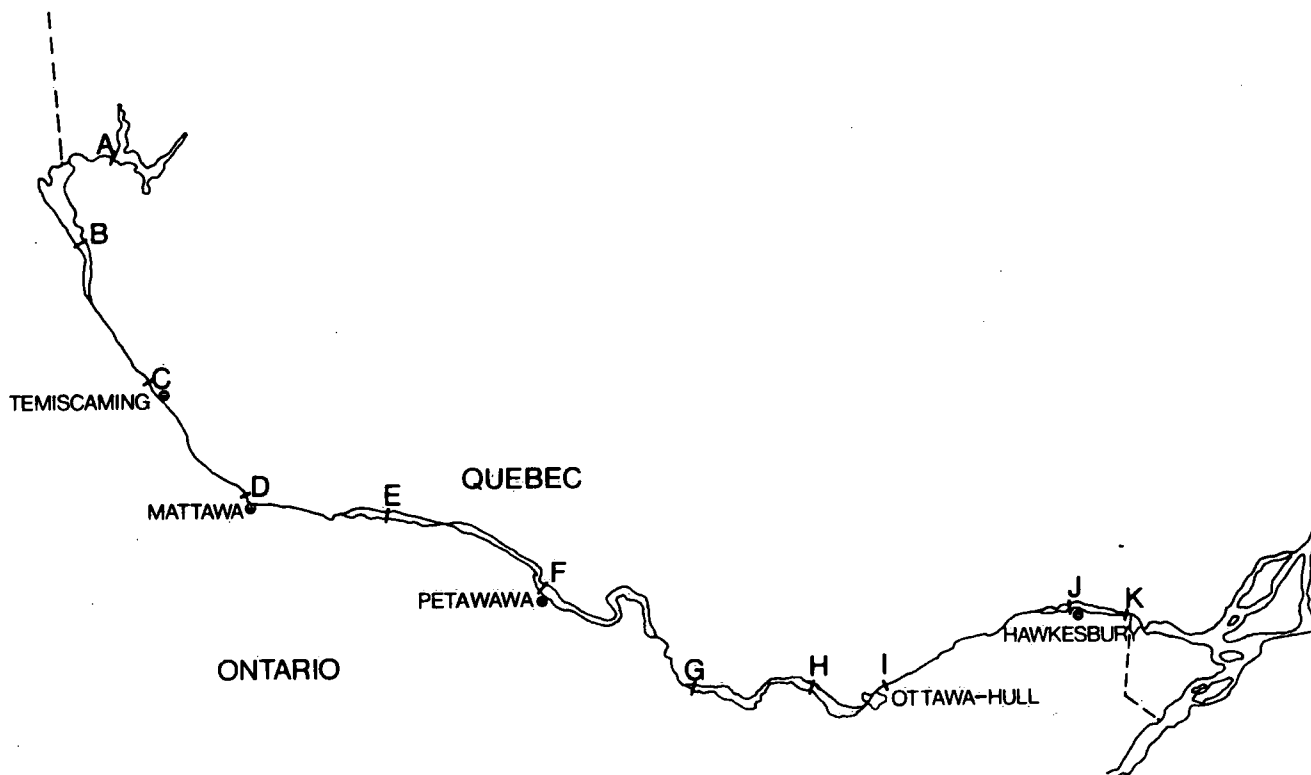 A
B
C
TEMISCAMING
D
MATTAWA
E
QUEBEC
F
PETAWAWA
ONTARIO
G
H
I
OTTAWA-HULL
J
HAWKESBURY
K